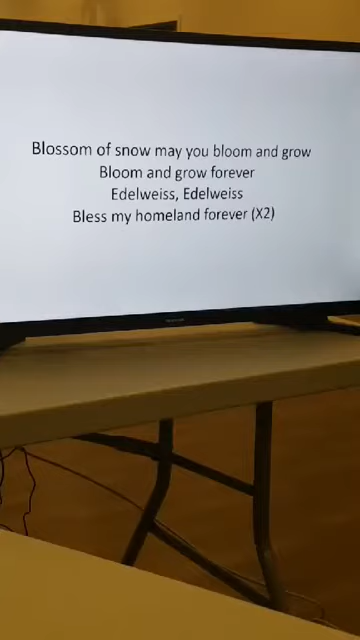 Blossom of snow may you bloom and grow
Bloom and grow forever
Edelweiss, Edelweiss
Bless my homeland forever (X2)